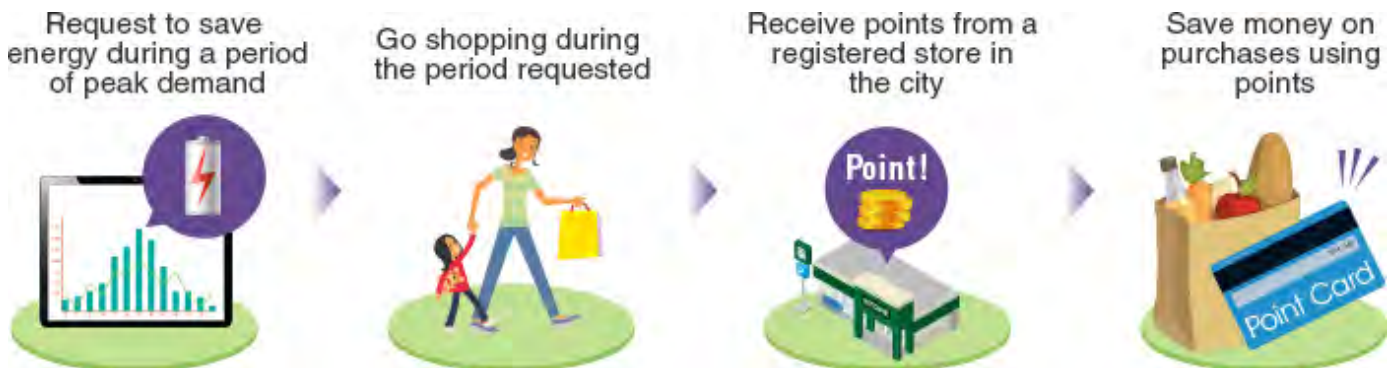 Request to save
energy during a period
of peak demand
Go shopping during
the period requested
Receive points from a
registered store in
the city
Save money on
purchases using
points
Point!
Point Card